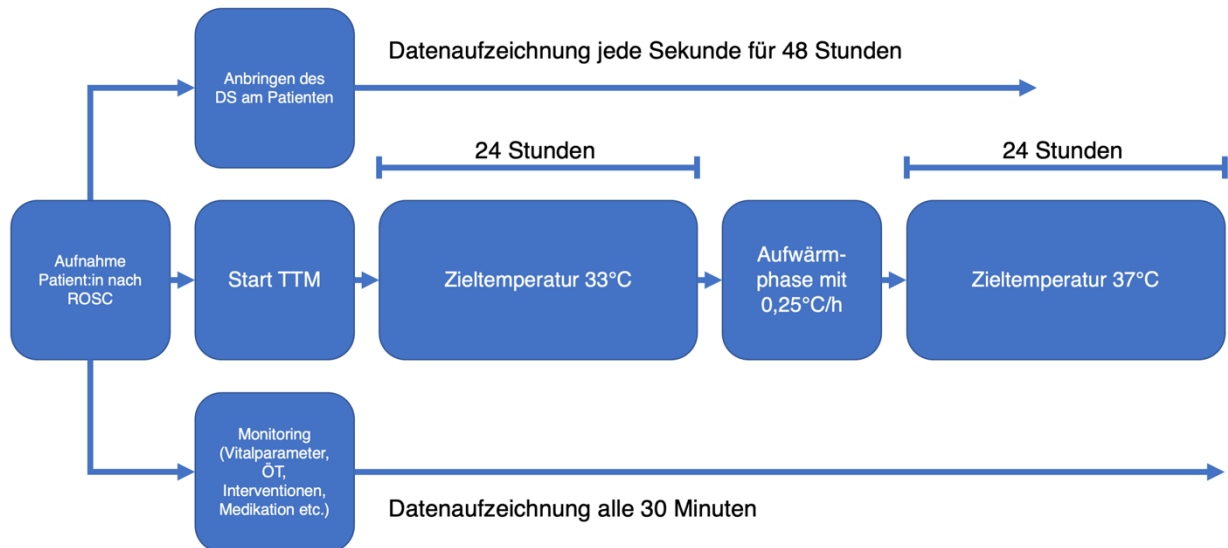 Anbringen des
DS am Patienten
Datenaufzeichnung jede Sekunde für 48 Stunden
24 Stunden
24 Stunden
Aufnahme
Patient:in nach
ROSC
Start TTM
Zieltemperatur 33°C
Aufwärm-
phase mit
0,25°C/h
Zieltemperatur 37°C
Monitoring
(Vitalparameter,
ÖT,
Interventionen,
Medikation etc.)
Datenaufzeichnung alle 30 Minuten